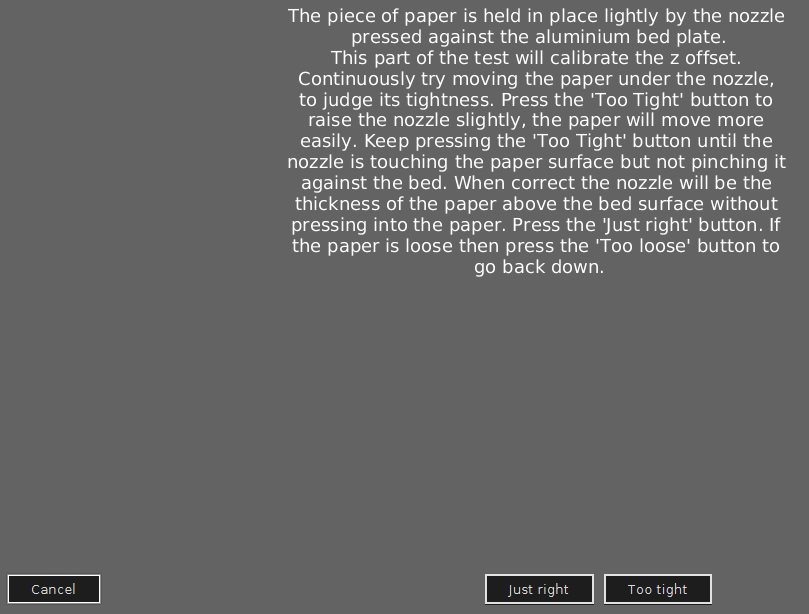 The piece of paper is held in place lightly by the nozzle
pressed against the aluminium bed plate.
This part of the test will calibrate the z offset.
Continuously try moving the paper under the nozzle,
to judge its tightness. Press the 'Too Tight' button to
raise the nozzle slightly, the paper will move more
easily. Keep pressing the 'Too Tight' button until the
nozzle is touching the paper surface but not pinching it
against the bed. When correct the nozzle will be the
thickness of the paper above the bed surface without
pressing into the paper. Press the 'Just right' button. If
the paper is loose then press the 'Too loose' button to
go back down.
Cancel
Just right
Too tight